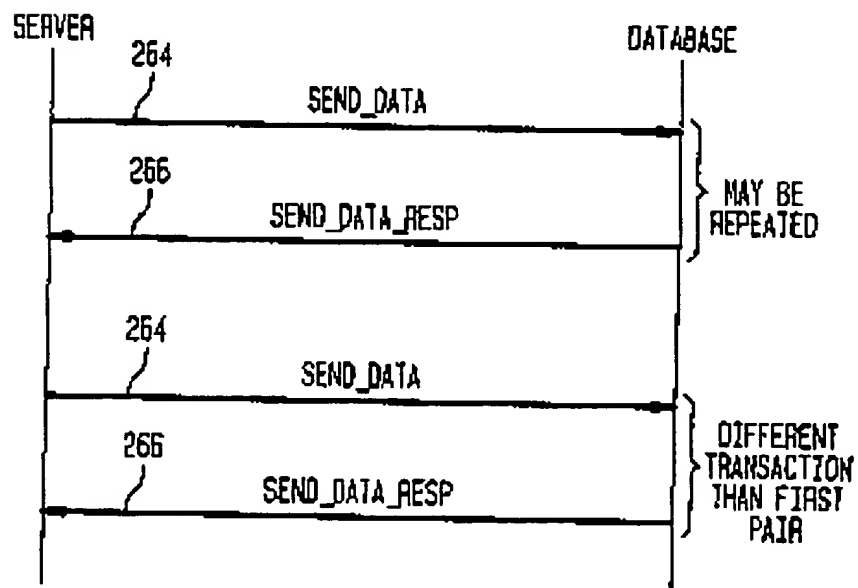 SERVER
DATABASE
264
SEND_DATA
266
SEND_DATA_RESP
MAY BE
REPEATED
264
SEND_DATA
266
SEND_DATA_RESP
DIFFERENT
TRANSACTION
THAN FIRST
PAIR